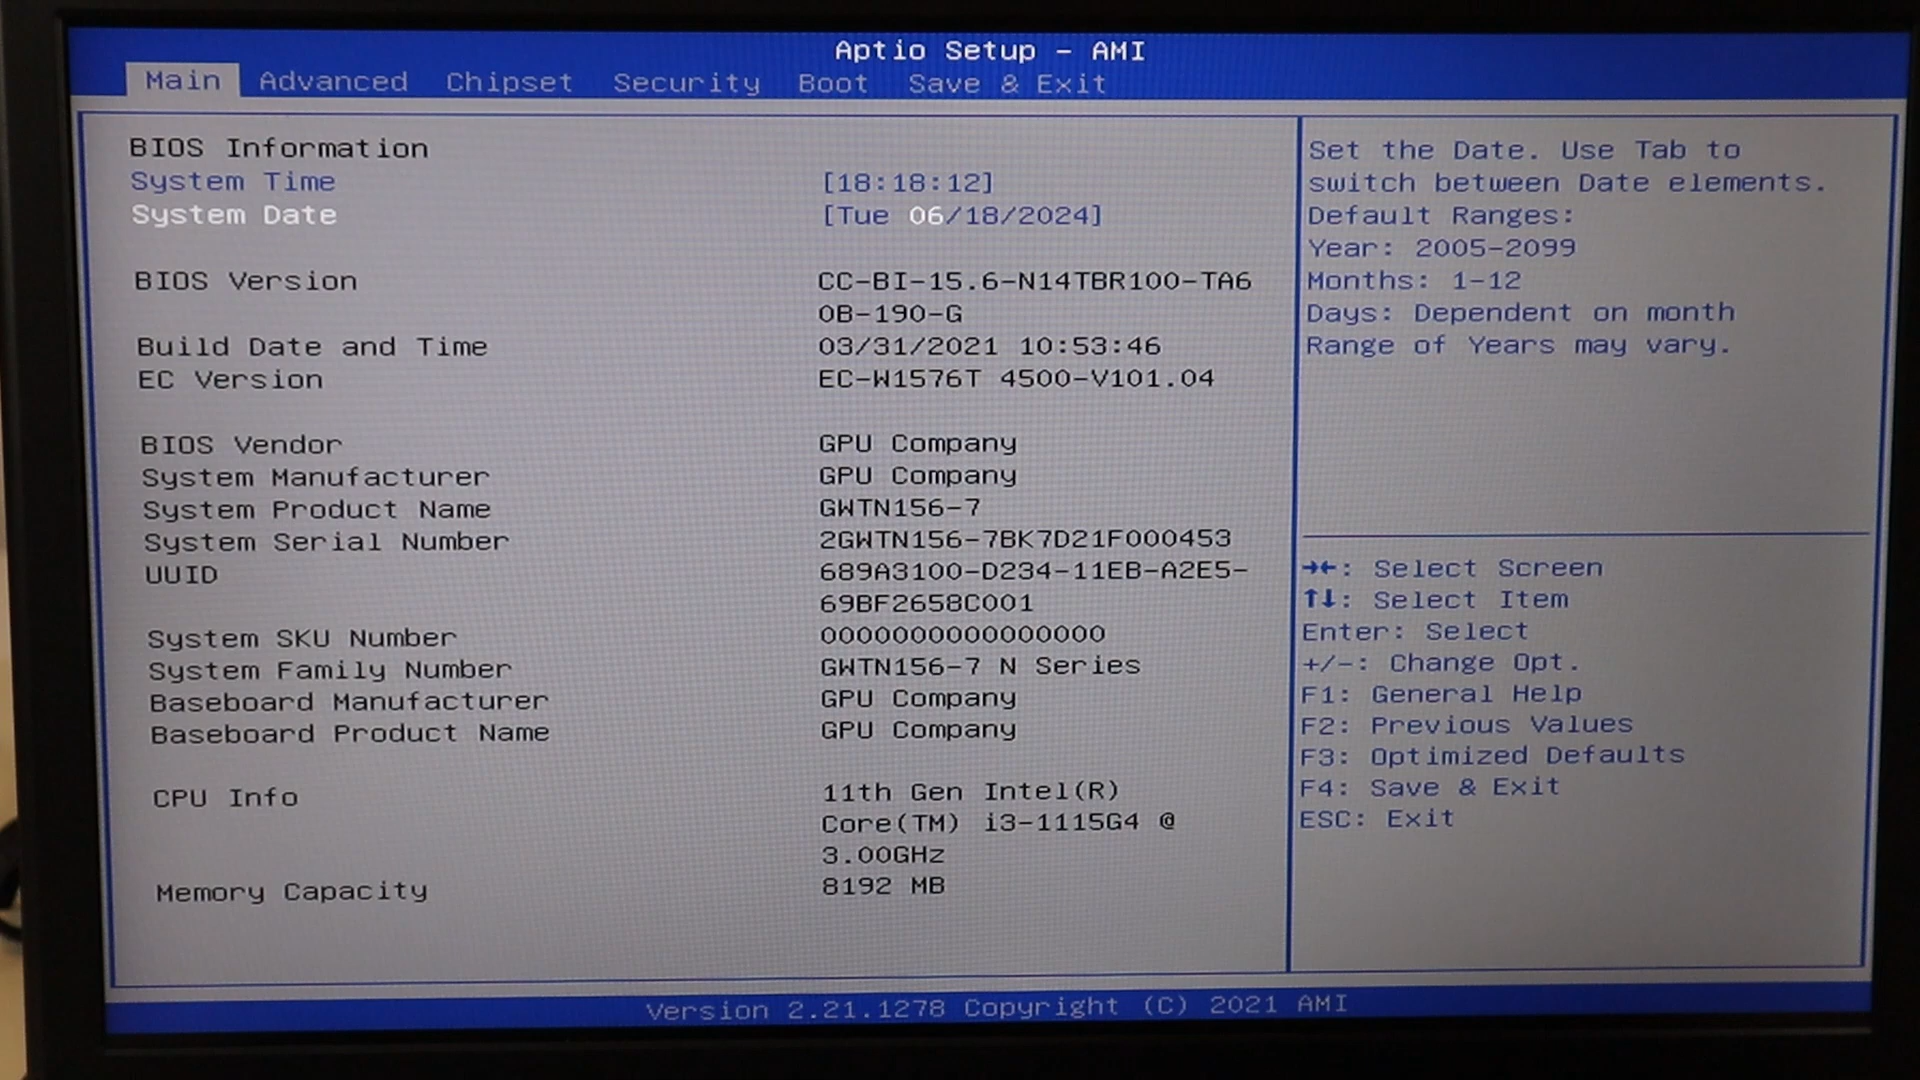 Aptio Setup - AMI
Main Advanced Chipset Security Boot Save & Exit
BIOS Information
System Time [18:18:12]
System Date [Tue 06/18/2024]
BIOS Version CC-BI-15.6-N14TBR100-TA6
0B-190-G
Build Date and Time 03/31/2021 10:53:46
EC Version EC-W1576T 4500-V101.04
BIOS Vendor GPU Company
System Manufacturer GPU Company
System Product Name GWTN156-7
System Serial Number 2GWTN156-7BK7D21F000453
UUID 689A3100-D234-11EB-A2E5-
69BF2658C001
System SKU Number 0000000000000000
System Family Number GWTN156-7 N Series
Baseboard Manufacturer GPU Company
Baseboard Product Name GPU Company
CPU Info 11th Gen Intel(R)
Core(TM) i3-1115G4 @
3.00GHz
Memory Capacity 8192 MB
Set the Date. Use Tab to
switch between Date elements.
Default Ranges:
Year: 2005-2099
Months: 1-12
Days: Dependent on month
Range of Years may vary.
→←: Select Screen
↑↓: Select Item
Enter: Select
+/-: Change Opt.
F1: General Help
F2: Previous Values
F3: Optimized Defaults
F4: Save & Exit
ESC: Exit
Version 2.21.1278 Copyright (C) 2021 AMI